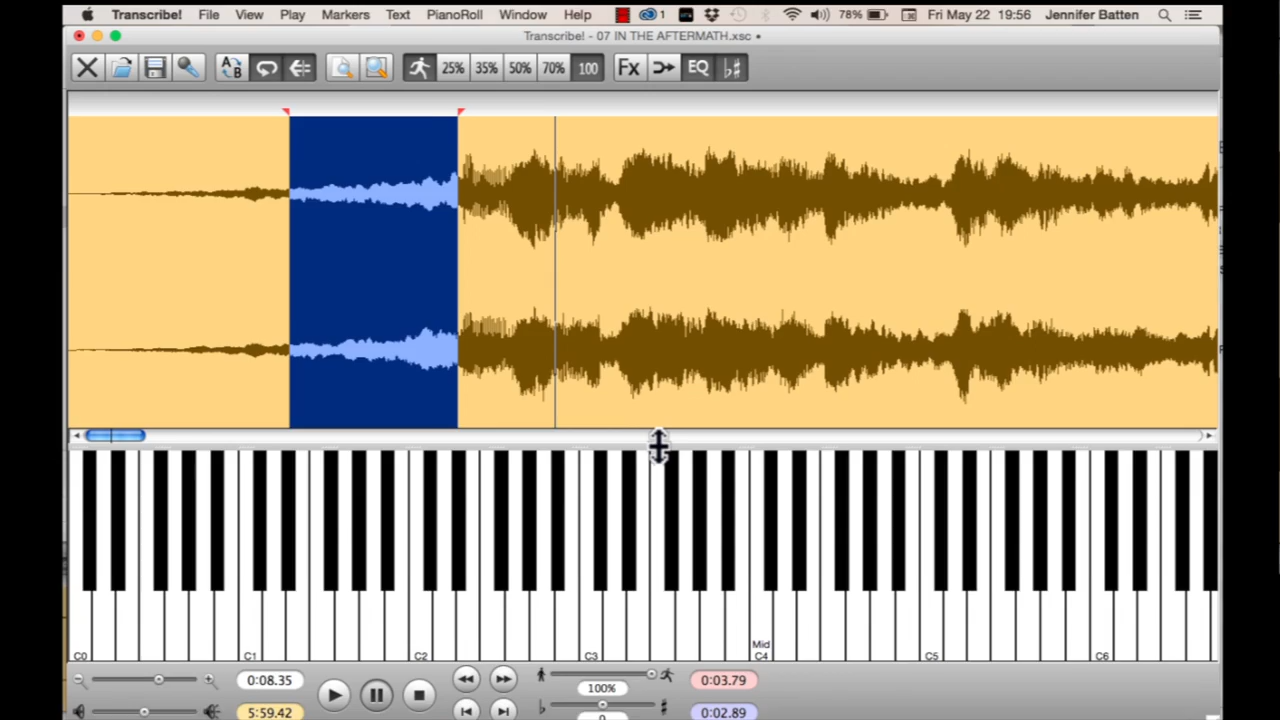 Transcribe! File View Play Markers Text PianoRoll Window Help 1 78% Fri May 22 19:56 Jennifer Batten
Transcribe! - 07 IN THE AFTERMATH.xsc •
A B 25% 35% 50% 70% 100 Fx EQ b♯
Mid
C0 C1 C2 C3 C4 C5 C6
0:08.35 100% 0:03.79
5:59.42 ♭ 0 ♯ 0:02.89